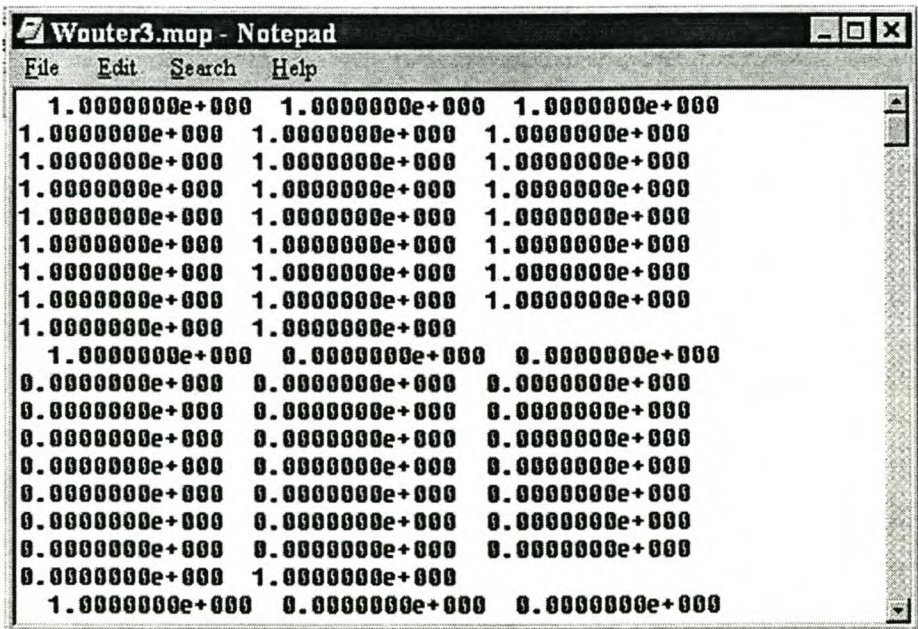 Wouter3.map - Notepad
File Edit Search Help
1.0000000e+000 1.0000000e+000 1.0000000e+000
1.0000000e+000 1.0000000e+000 1.0000000e+000
1.0000000e+000 1.0000000e+000 1.0000000e+000
1.0000000e+000 1.0000000e+000 1.0000000e+000
1.0000000e+000 1.0000000e+000 1.0000000e+000
1.0000000e+000 1.0000000e+000 1.0000000e+000
1.0000000e+000 1.0000000e+000 1.0000000e+000
1.0000000e+000 1.0000000e+000 1.0000000e+000
1.0000000e+000 1.0000000e+000
1.0000000e+000 0.0000000e+000 0.0000000e+000
0.0000000e+000 0.0000000e+000 0.0000000e+000
0.0000000e+000 0.0000000e+000 0.0000000e+000
0.0000000e+000 0.0000000e+000 0.0000000e+000
0.0000000e+000 0.0000000e+000 0.0000000e+000
0.0000000e+000 0.0000000e+000 0.0000000e+000
0.0000000e+000 0.0000000e+000 0.0000000e+000
0.0000000e+000 0.0000000e+000 0.0000000e+000
0.0000000e+000 1.0000000e+000
1.0000000e+000 0.0000000e+000 0.0000000e+000